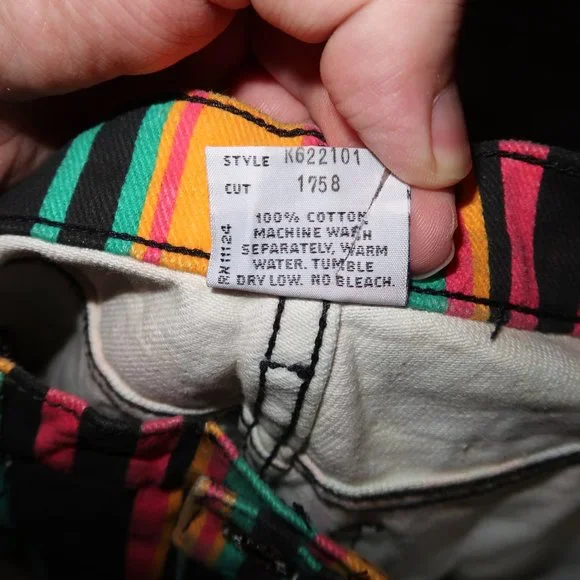 STYLE K622101
CUT 1758
RN 11124
100% COTTON
MACHINE WASH
SEPARATELY, WARM
WATER. TUMBLE
DRY LOW. NO BLEACH.